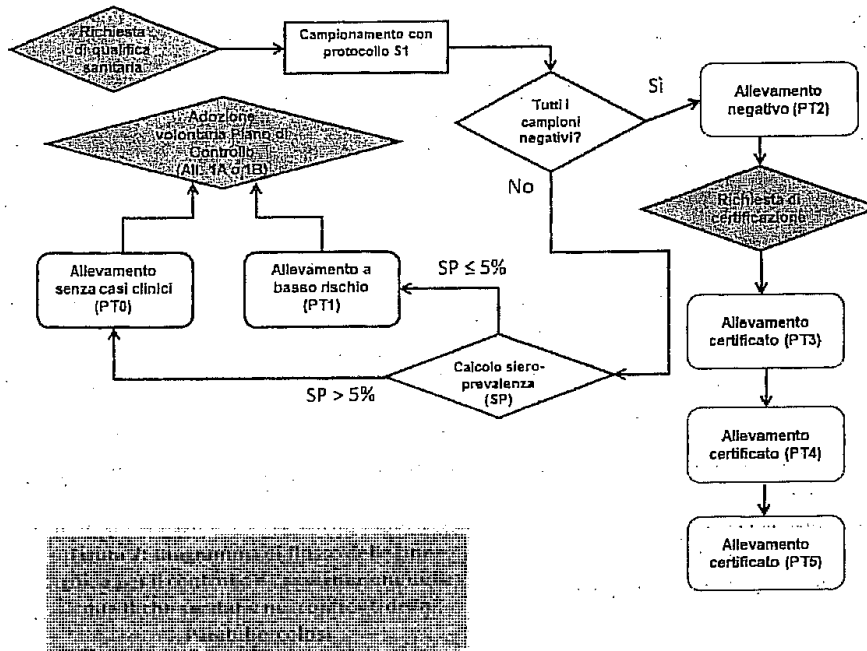 Richiesta
di qualifica
sanitaria
Campionamento con
protocollo S1
Tutti i
campioni
negativi?
Sì
Allevamento
negativo (PT2)
Adozione
volontaria Piano di
Controllo
(All. 1A o 1B)
No
Richiesta di
certificazione
Allevamento
senza casi clinici
(PT0)
Allevamento a
basso rischio
(PT1)
SP ≤ 5%
Allevamento
certificato (PT3)
Calcolo siero-
prevalenza
(SP)
SP > 5%
Allevamento
certificato (PT4)
Allevamento
certificato (PT5)